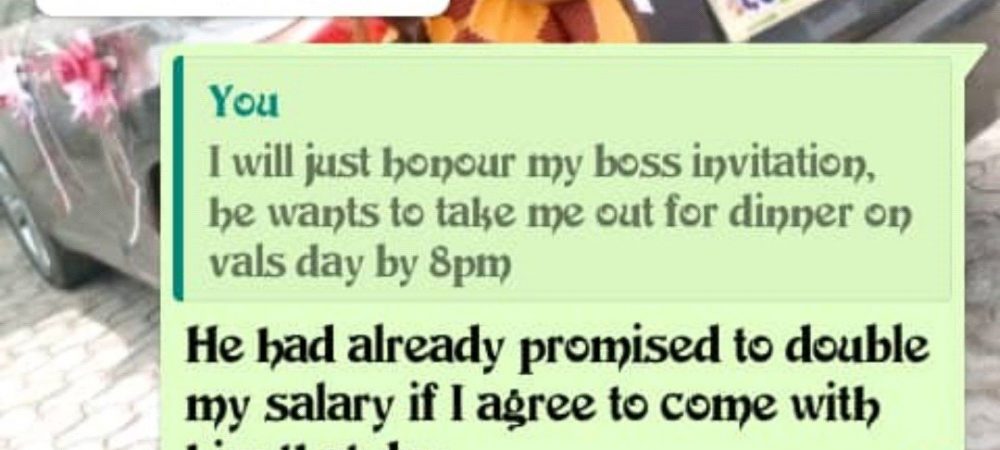 You
I will just honour my boss invitation,
he wants to take me out for dinner on
vals day by 8pm
He had already promised to double
my salary if I agree to come with